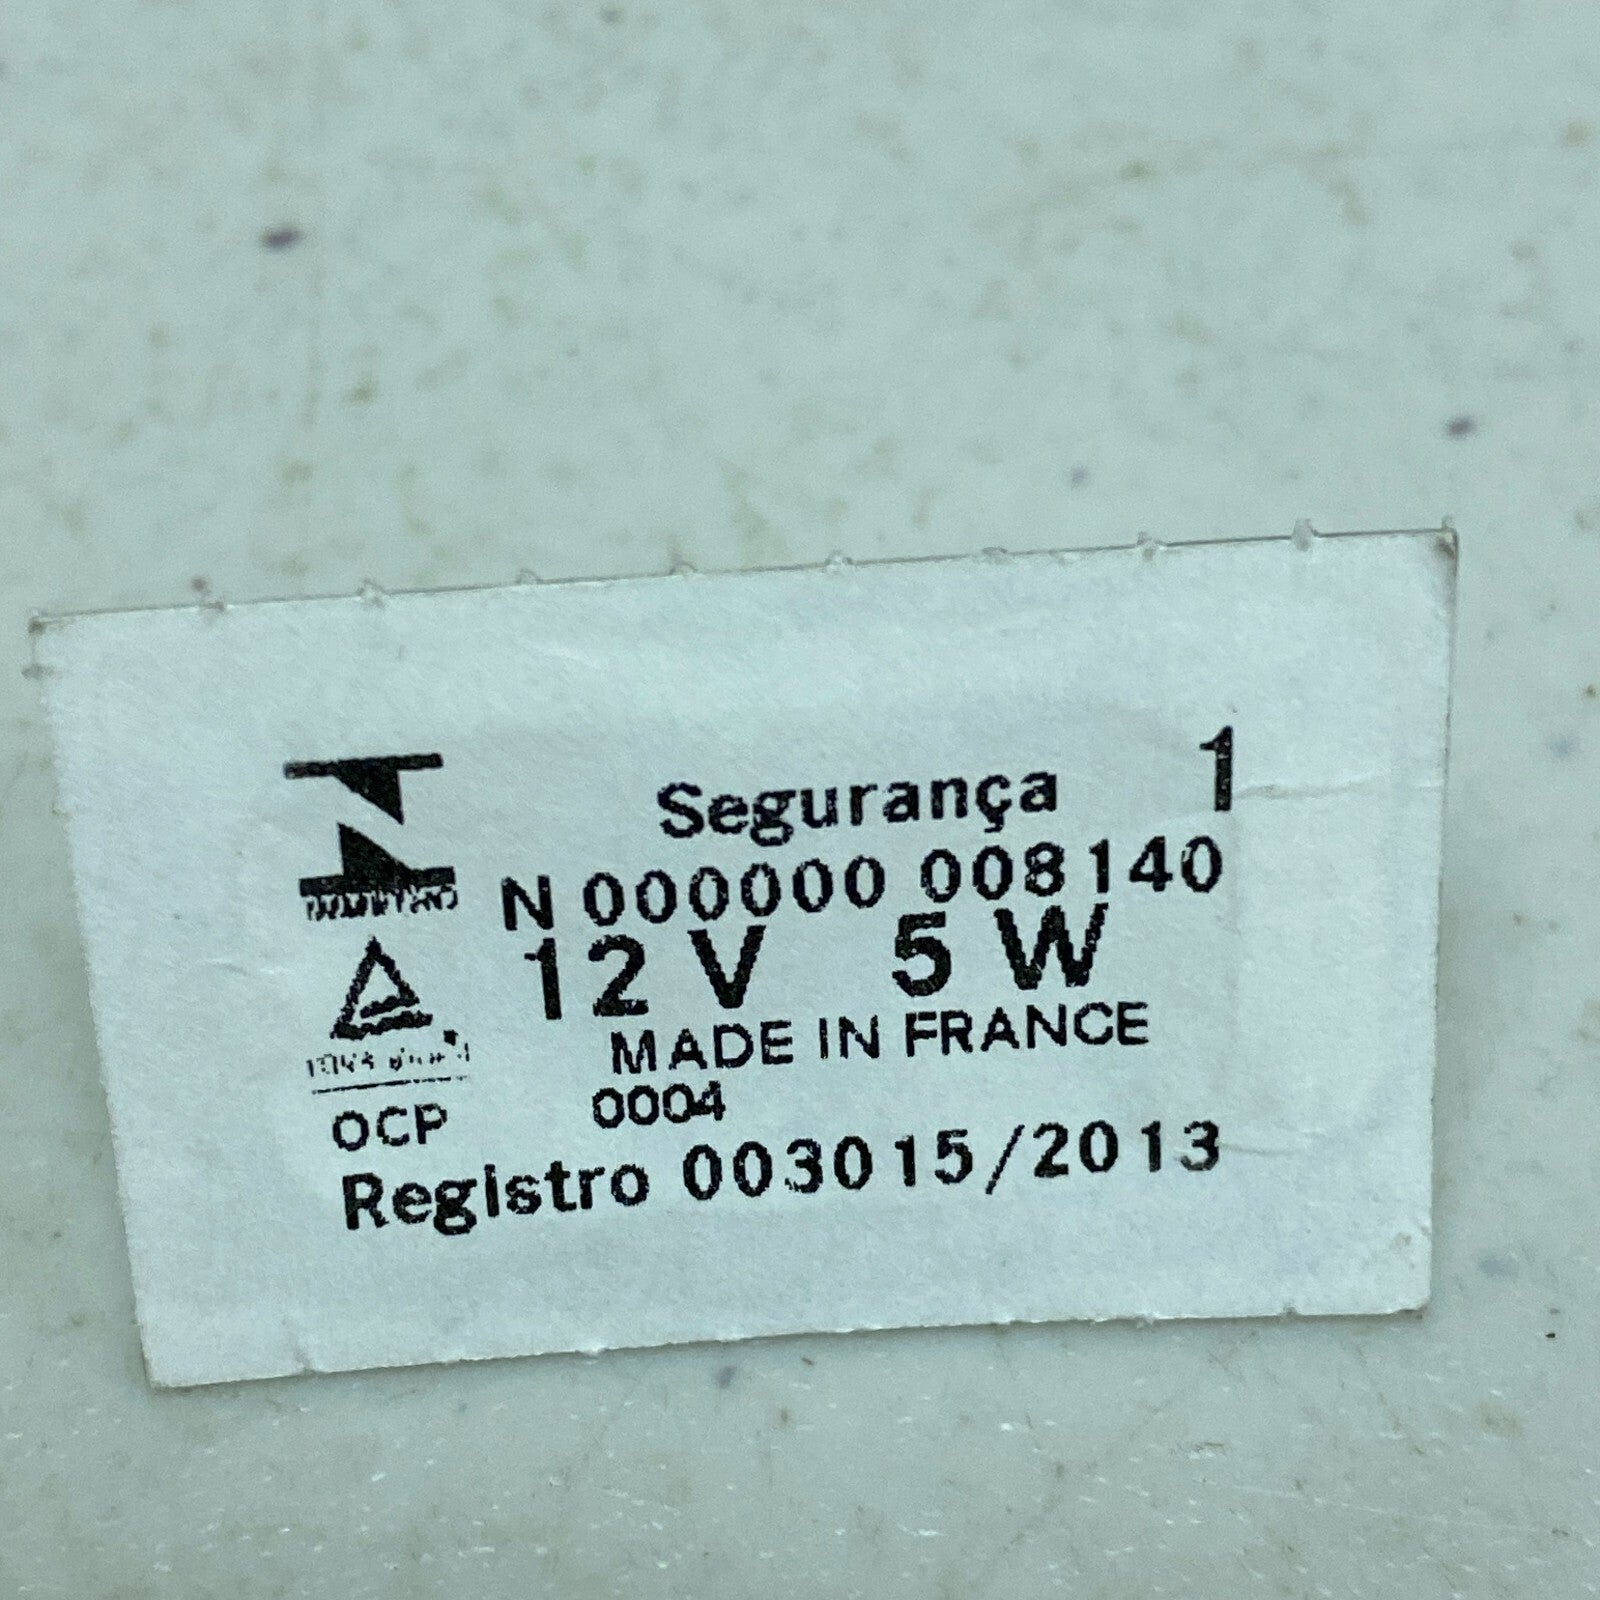 Segurança 1
N 000000 008140
12 V 5 W
MADE IN FRANCE
OCP 0004
Registro 003015/2013